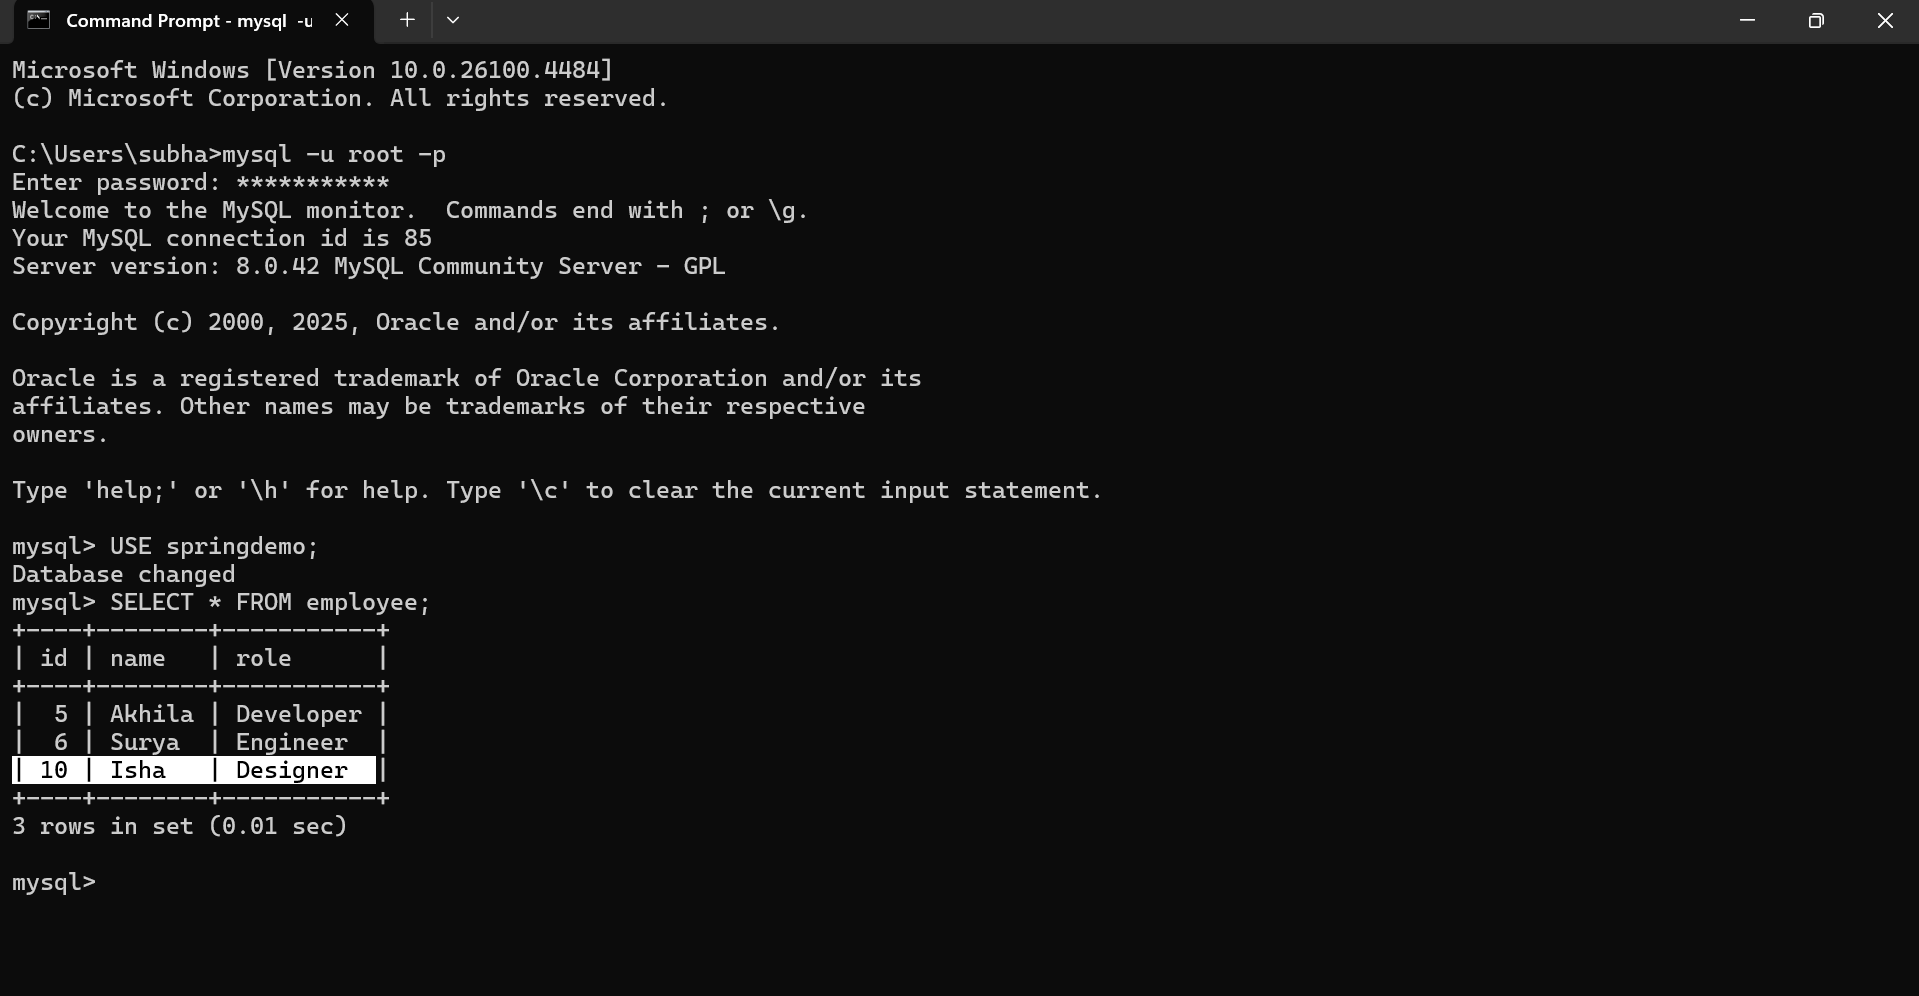 Command Prompt - mysql -u
Microsoft Windows [Version 10.0.26100.4484]
(c) Microsoft Corporation. All rights reserved.
C:\Users\subha>mysql -u root -p
Enter password: ***********
Welcome to the MySQL monitor.  Commands end with ; or \g.
Your MySQL connection id is 85
Server version: 8.0.42 MySQL Community Server - GPL
Copyright (c) 2000, 2025, Oracle and/or its affiliates.
Oracle is a registered trademark of Oracle Corporation and/or its
affiliates. Other names may be trademarks of their respective
owners.
Type 'help;' or '\h' for help. Type '\c' to clear the current input statement.
mysql> USE springdemo;
Database changed
mysql> SELECT * FROM employee;
+----+--------+-----------+
| id | name   | role      |
+----+--------+-----------+
|  5 | Akhila | Developer |
|  6 | Surya  | Engineer  |
| 10 | Isha   | Designer  |
+----+--------+-----------+
3 rows in set (0.01 sec)
mysql>